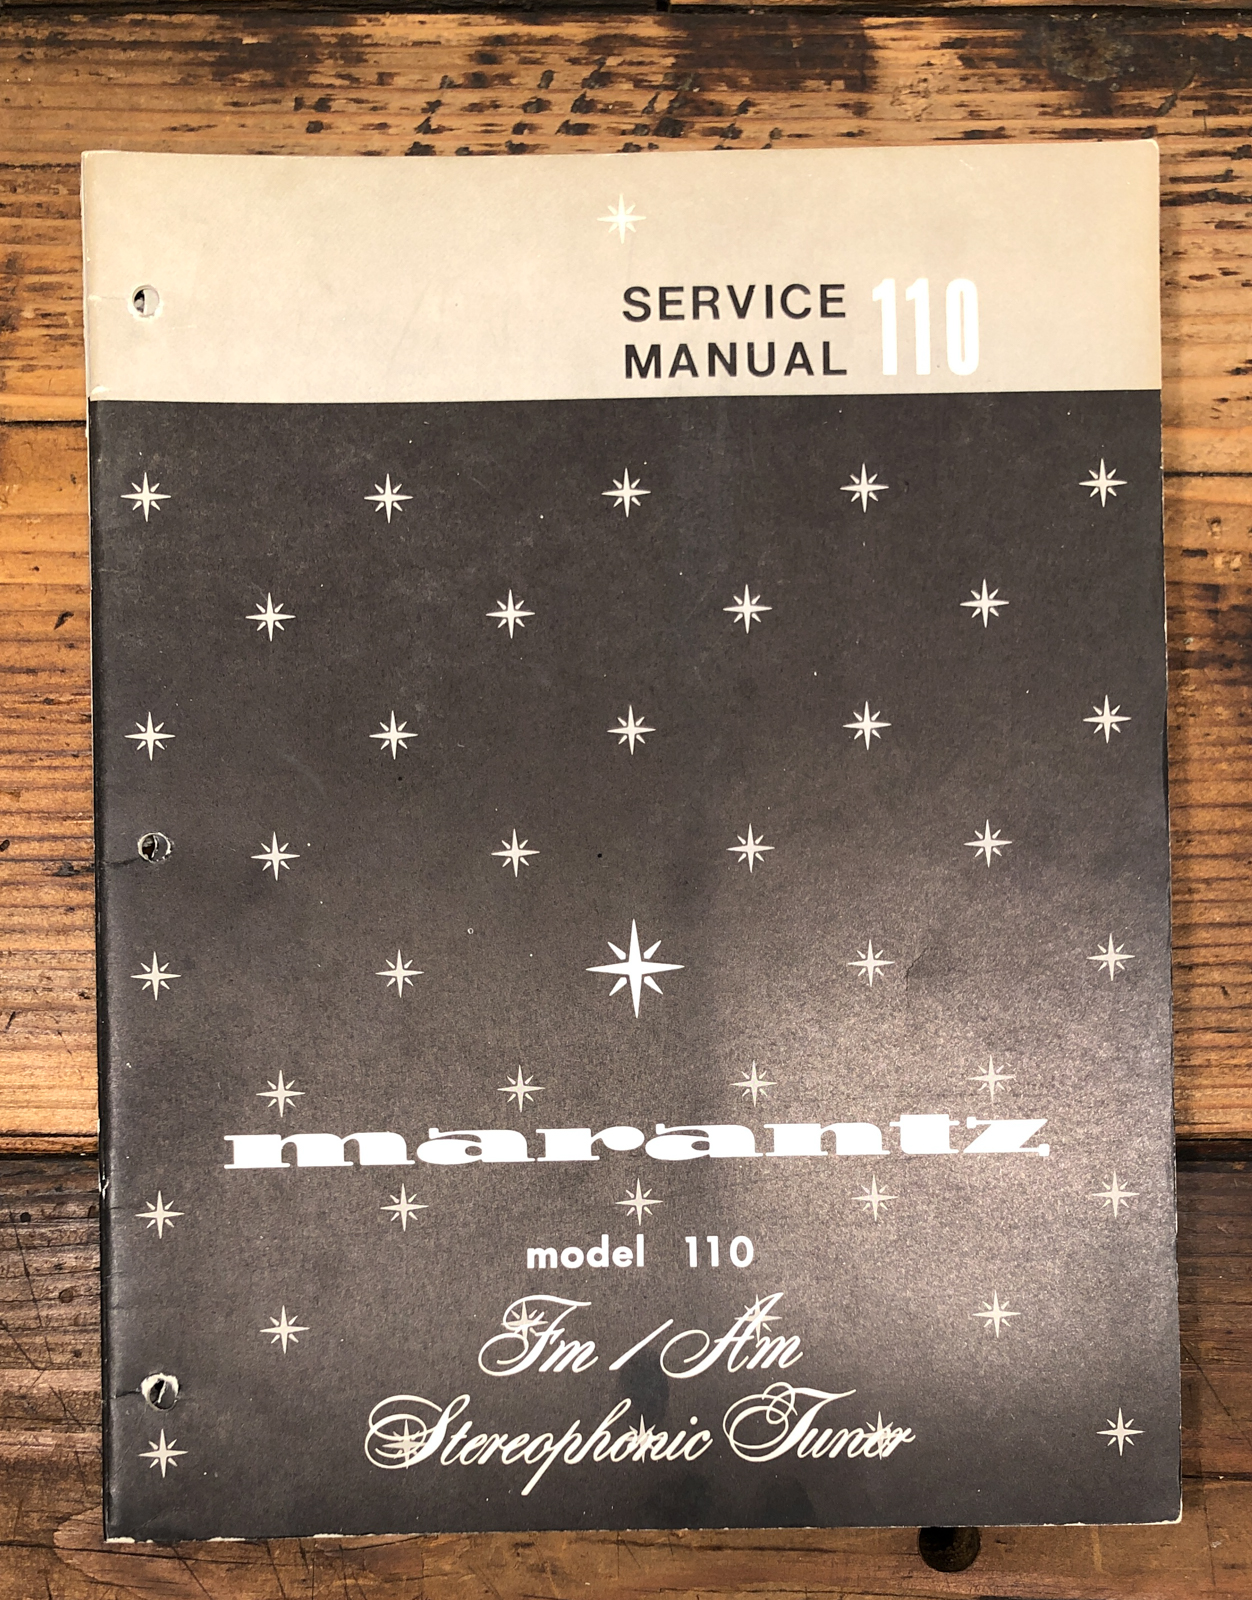 SERVICE 110
MANUAL
marantz
model 110
Fm / Am
Stereophonic Tuner